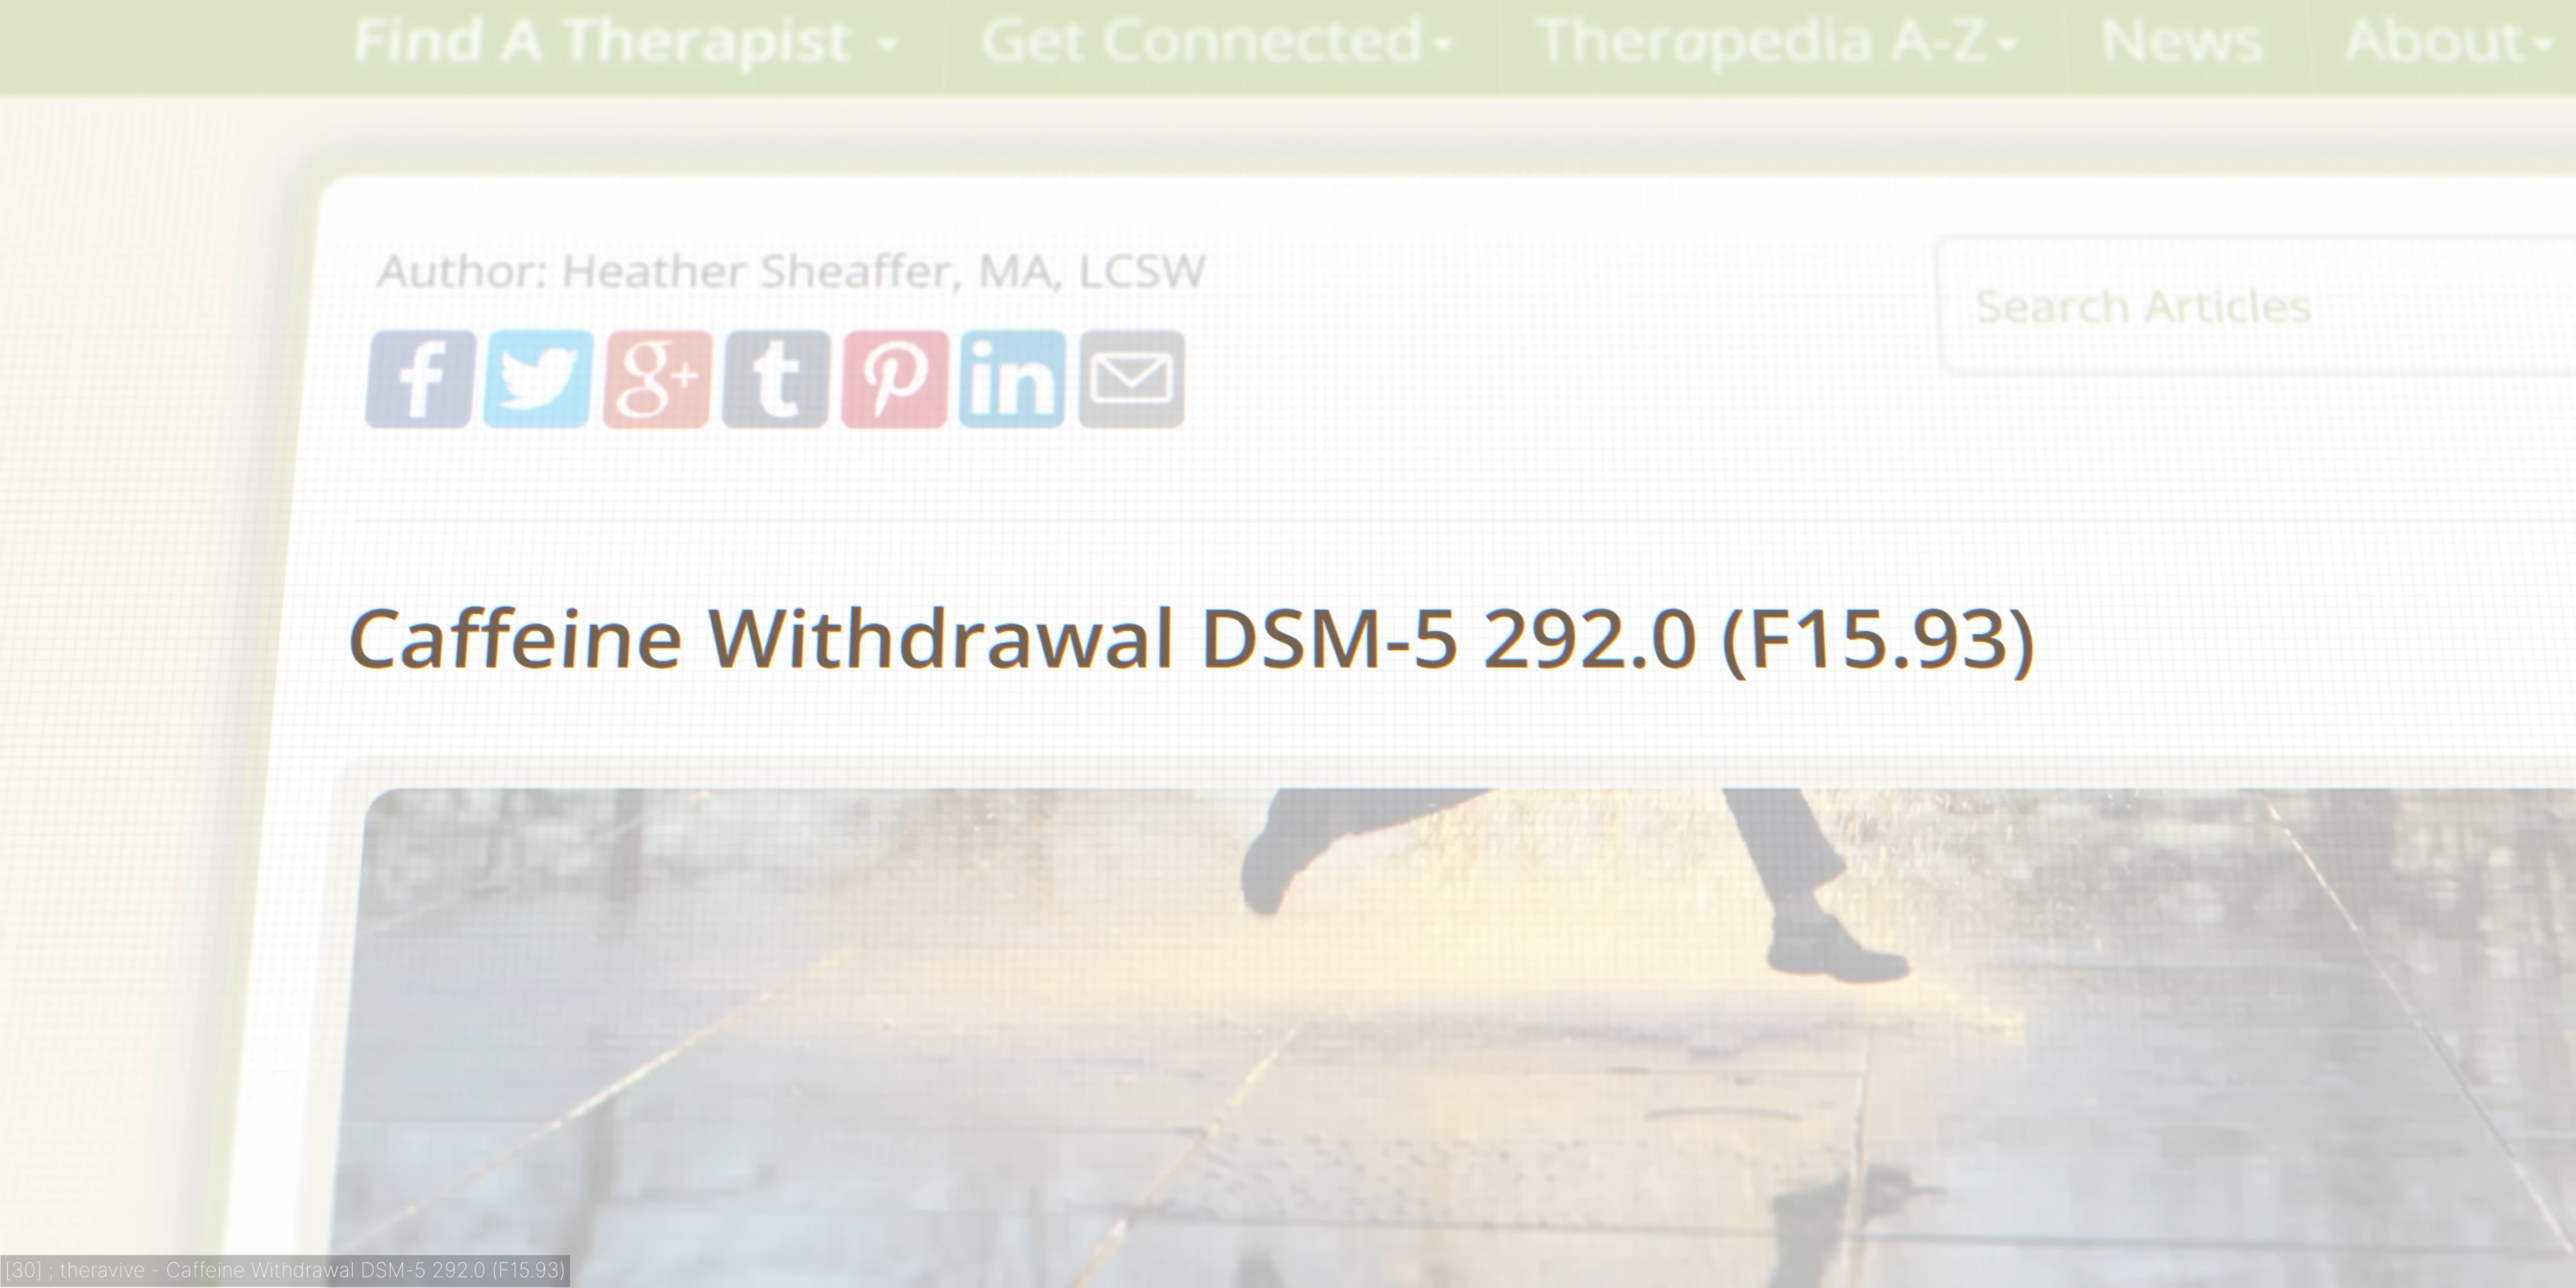 Find A Therapist Get Connected Therapedia A-Z News About
Author: Heather Sheaffer, MA, LCSW
Search Articles
f g+ t p in
Caffeine Withdrawal DSM-5 292.0 (F15.93)
[30] ; theravive - Caffeine Withdrawal DSM-5 292.0 (F15.93)